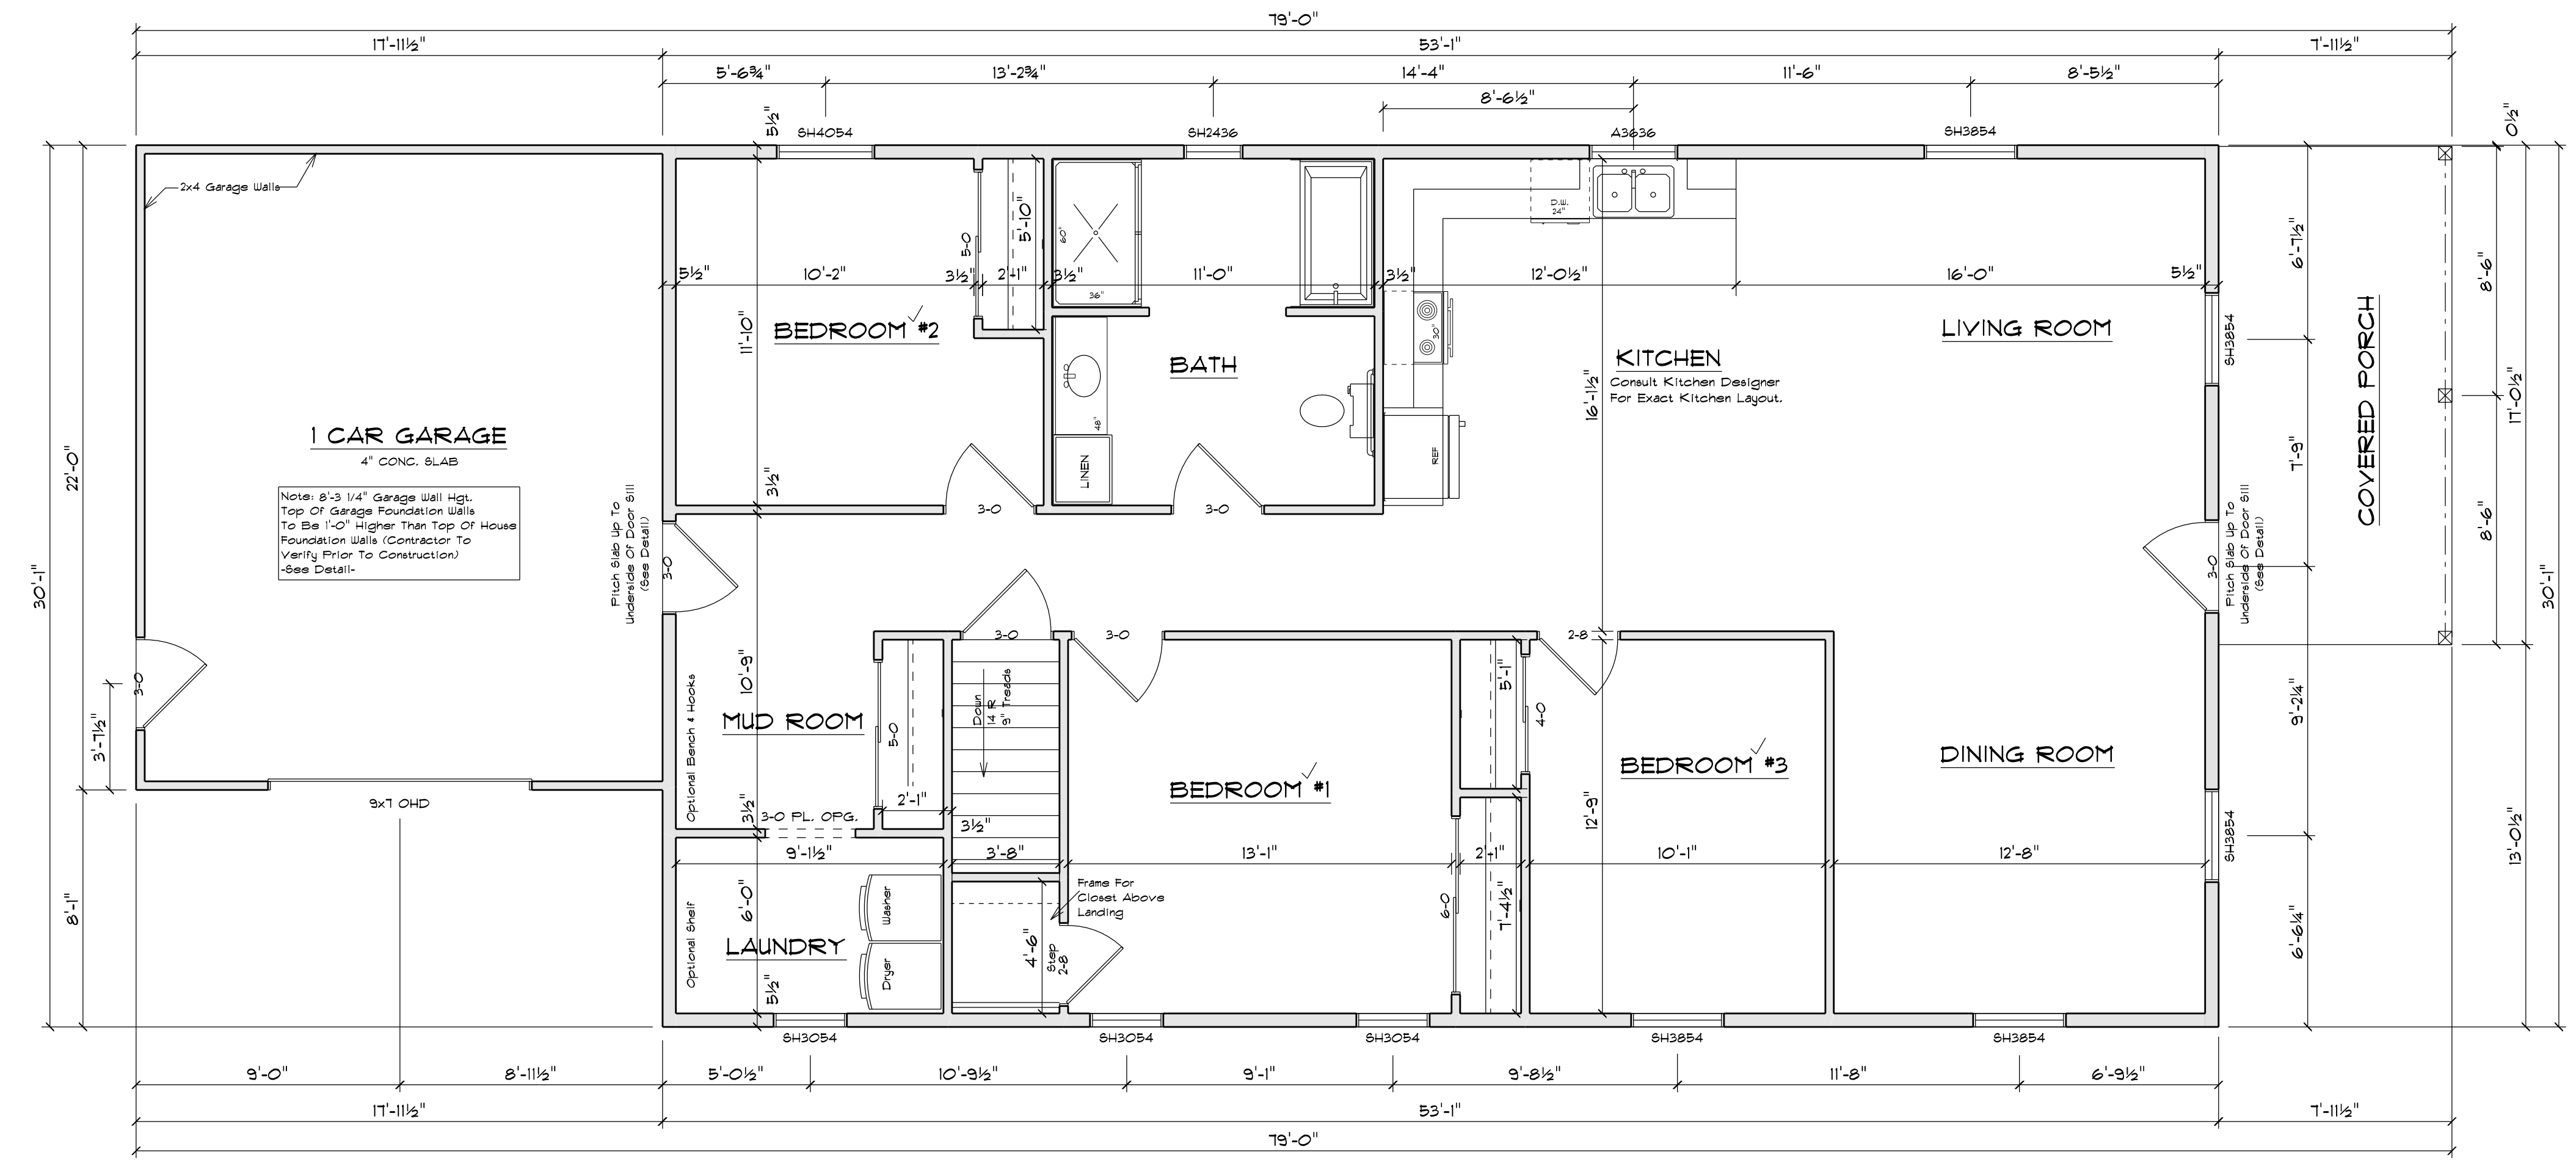 79'-0"
17'-11½"
53'-1"
7'-11½"
5'-6¾"
13'-2¾"
14'-4"
11'-6"
8'-5½"
8'-6½"
5½"
SH4054
SH2436
A3636
SH3854
0½"
2x4 Garage Walls
60"
36"
D.W.
24"
5-0
5'-10"
5½"
10'-2"
3½"
2'-1"
3½"
11'-0"
3½"
12'-0½"
16'-0"
5½"
6'-7½"
8'-6"
BEDROOM #2
11'-10"
BATH
30"
KITCHEN
Consult Kitchen Designer
For Exact Kitchen Layout.
16'-1½"
LIVING ROOM
SH3854
COVERED PORCH
17'-0½"
1 CAR GARAGE
4" CONC. SLAB
22'-0"
48"
LINEN
REF
7'-9"
8'-6"
Note: 8'-3 1/4" Garage Wall Hgt.
Top Of Garage Foundation Walls
To Be 1'-0" Higher Than Top Of House
Foundation Walls (Contractor To
Verify Prior To Construction)
-See Detail-
Pitch Slab Up To
Underside Of Door Sill
(See Detail)
3½"
3-0
3-0
3-0
3-0
Pitch Slab Up To
Underside Of Door Sill
(See Detail)
30'-1"
30'-1"
3-0
3-0
2-8
3-0
3'-7½"
Optional Bench & Hooks
10'-9"
MUD ROOM
5-0
Down
14 R
9" Treads
5'-1"
4-0
9'-2¼"
BEDROOM #1
BEDROOM #3
DINING ROOM
9x7 OHD
3½"
3-0 PL. OPG.
2'-1"
3½"
12'-9"
SH3854
13'-0½"
9'-1½"
3'-8"
13'-1"
2'-1"
10'-1"
12'-8"
8'-1"
Optional Shelf
6'-0"
Washer
Frame For
Closet Above
Landing
6-0
7'-4½"
6'-6¼"
LAUNDRY
Dryer
4'-6"
Step
2-8
5½"
SH3054
SH3054
SH3054
SH3854
SH3854
9'-0"
8'-11½"
5'-0½"
10'-9½"
9'-1"
9'-8½"
11'-8"
6'-9½"
17'-11½"
53'-1"
7'-11½"
79'-0"